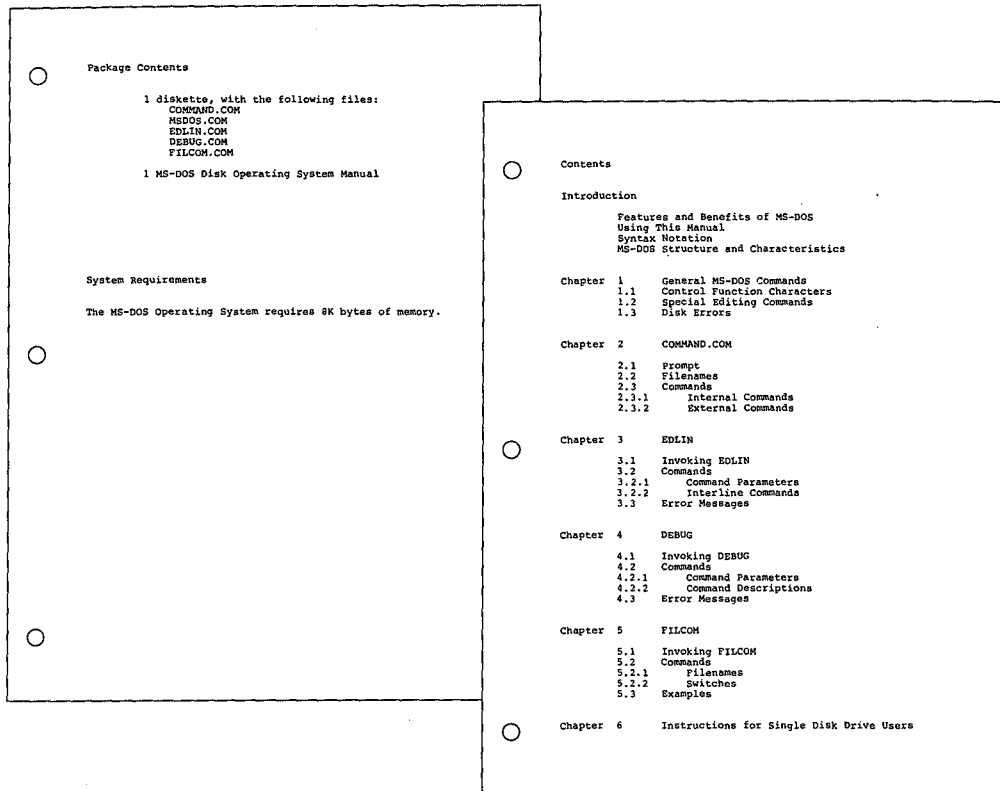 Package Contents
1 diskette, with the following files:
COMMAND.COM
MSDOS.COM
EDLIN.COM
DEBUG.COM
FILCOM.COM
1 MS-DOS Disk Operating System Manual
System Requirements
The MS-DOS Operating System requires 8K bytes of memory.
Contents
Introduction
Features and Benefits of MS-DOS
Using This Manual
Syntax Notation
MS-DOS Structure and Characteristics
Chapter 1 General MS-DOS Commands
1.1 Control Function Characters
1.2 Special Editing Commands
1.3 Disk Errors
Chapter 2 COMMAND.COM
2.1 Prompt
2.2 Filenames
2.3 Commands
2.3.1 Internal Commands
2.3.2 External Commands
Chapter 3 EDLIN
3.1 Invoking EDLIN
3.2 Commands
3.2.1 Command Parameters
3.2.2 Interline Commands
3.3 Error Messages
Chapter 4 DEBUG
4.1 Invoking DEBUG
4.2 Commands
4.2.1 Command Parameters
4.2.2 Command Descriptions
4.3 Error Messages
Chapter 5 FILCOM
5.1 Invoking FILCOM
5.2 Commands
5.2.1 Filenames
5.2.2 Switches
5.3 Examples
Chapter 6 Instructions for Single Disk Drive Users